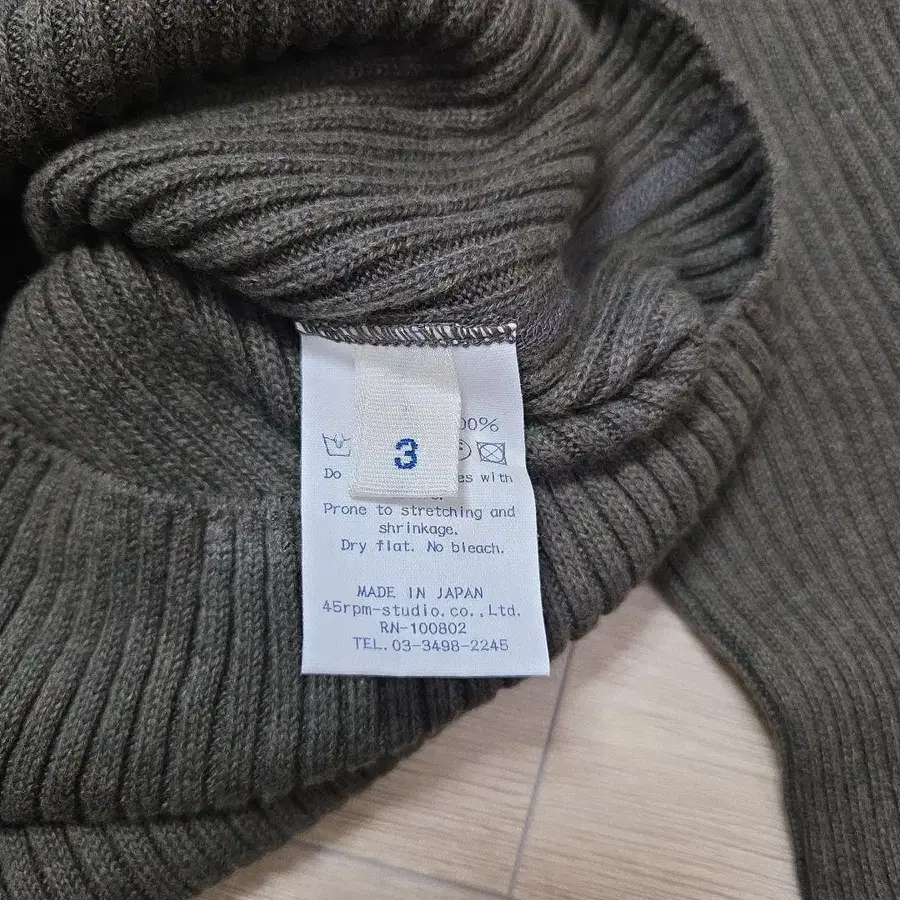 3
00%
Do
es with
Prone to stretching and
shrinkage.
Dry flat. No bleach.
MADE IN JAPAN
45rpm-studio.co.,Ltd.
RN-100802
TEL.03-3498-2245